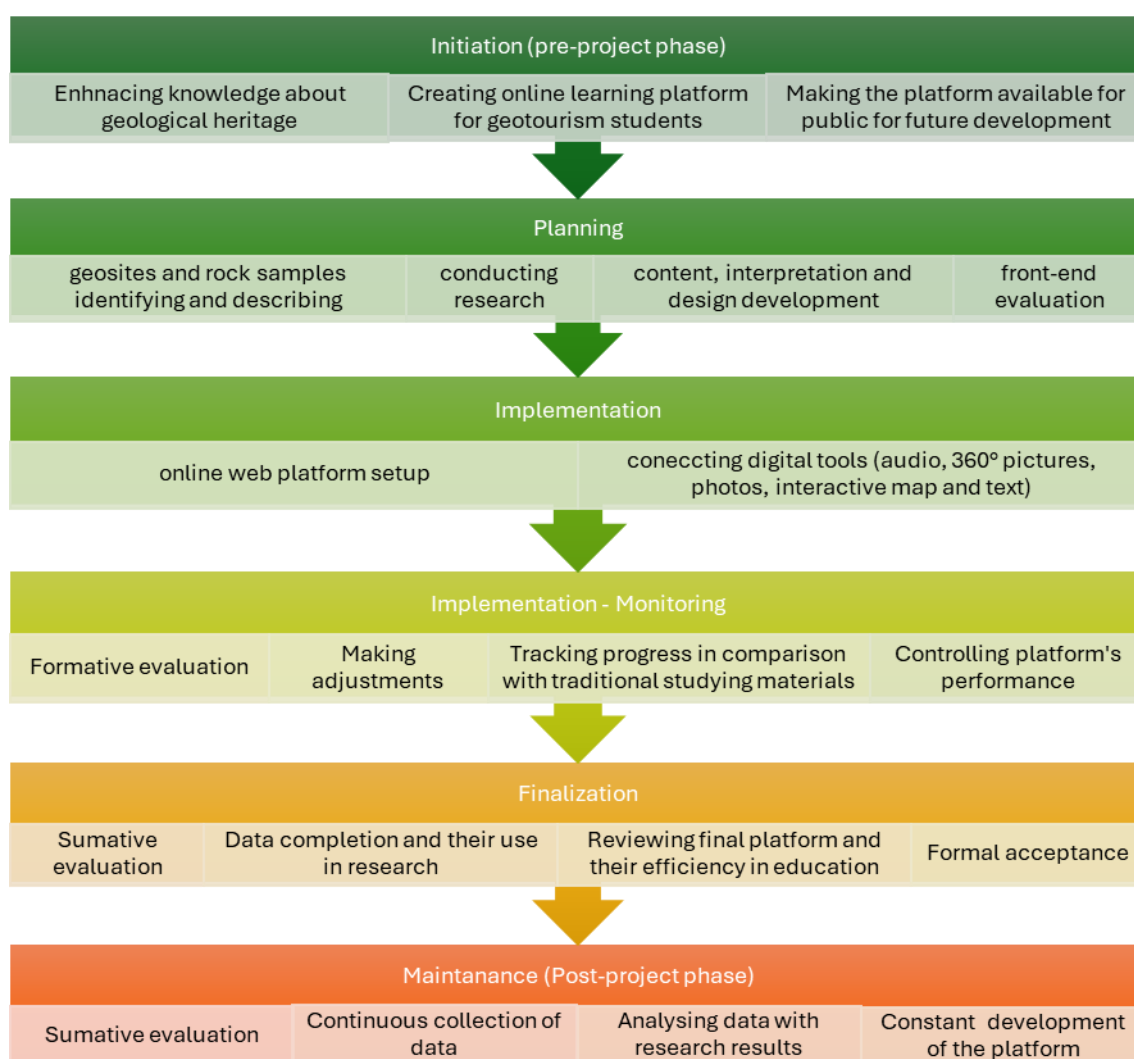 Initiation (pre-project phase)
Enhnacing knowledge about
geological heritage
Creating online learning platform
for geotourism students
Making the platform available for
public for future development
Planning
geosites and rock samples
identifying and describing
conducting
research
content, interpretation and
design development
front-end
evaluation
Implementation
online web platform setup
coneccting digital tools (audio, 360° pictures,
photos, interactive map and text)
Implementation - Monitoring
Formative evaluation
Making
adjustments
Tracking progress in comparison
with traditional studying materials
Controlling platform's
performance
Finalization
Sumative
evaluation
Data completion and their use
in research
Reviewing final platform and
their efficiency in education
Formal acceptance
Maintanance (Post-project phase)
Sumative evaluation
Continuous collection of
data
Analysing data with
research results
Constant development
of the platform